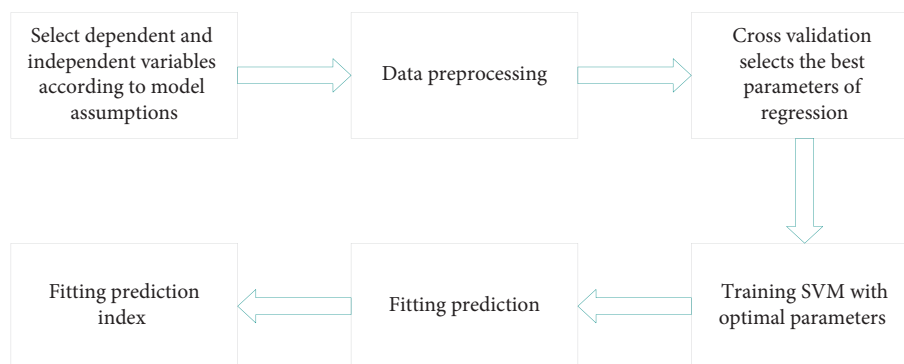 Select dependent and
independent variables
according to model
assumptions
Data preprocessing
Cross validation
selects the best
parameters of
regression
Training SVM with
optimal parameters
Fitting prediction
Fitting prediction
index